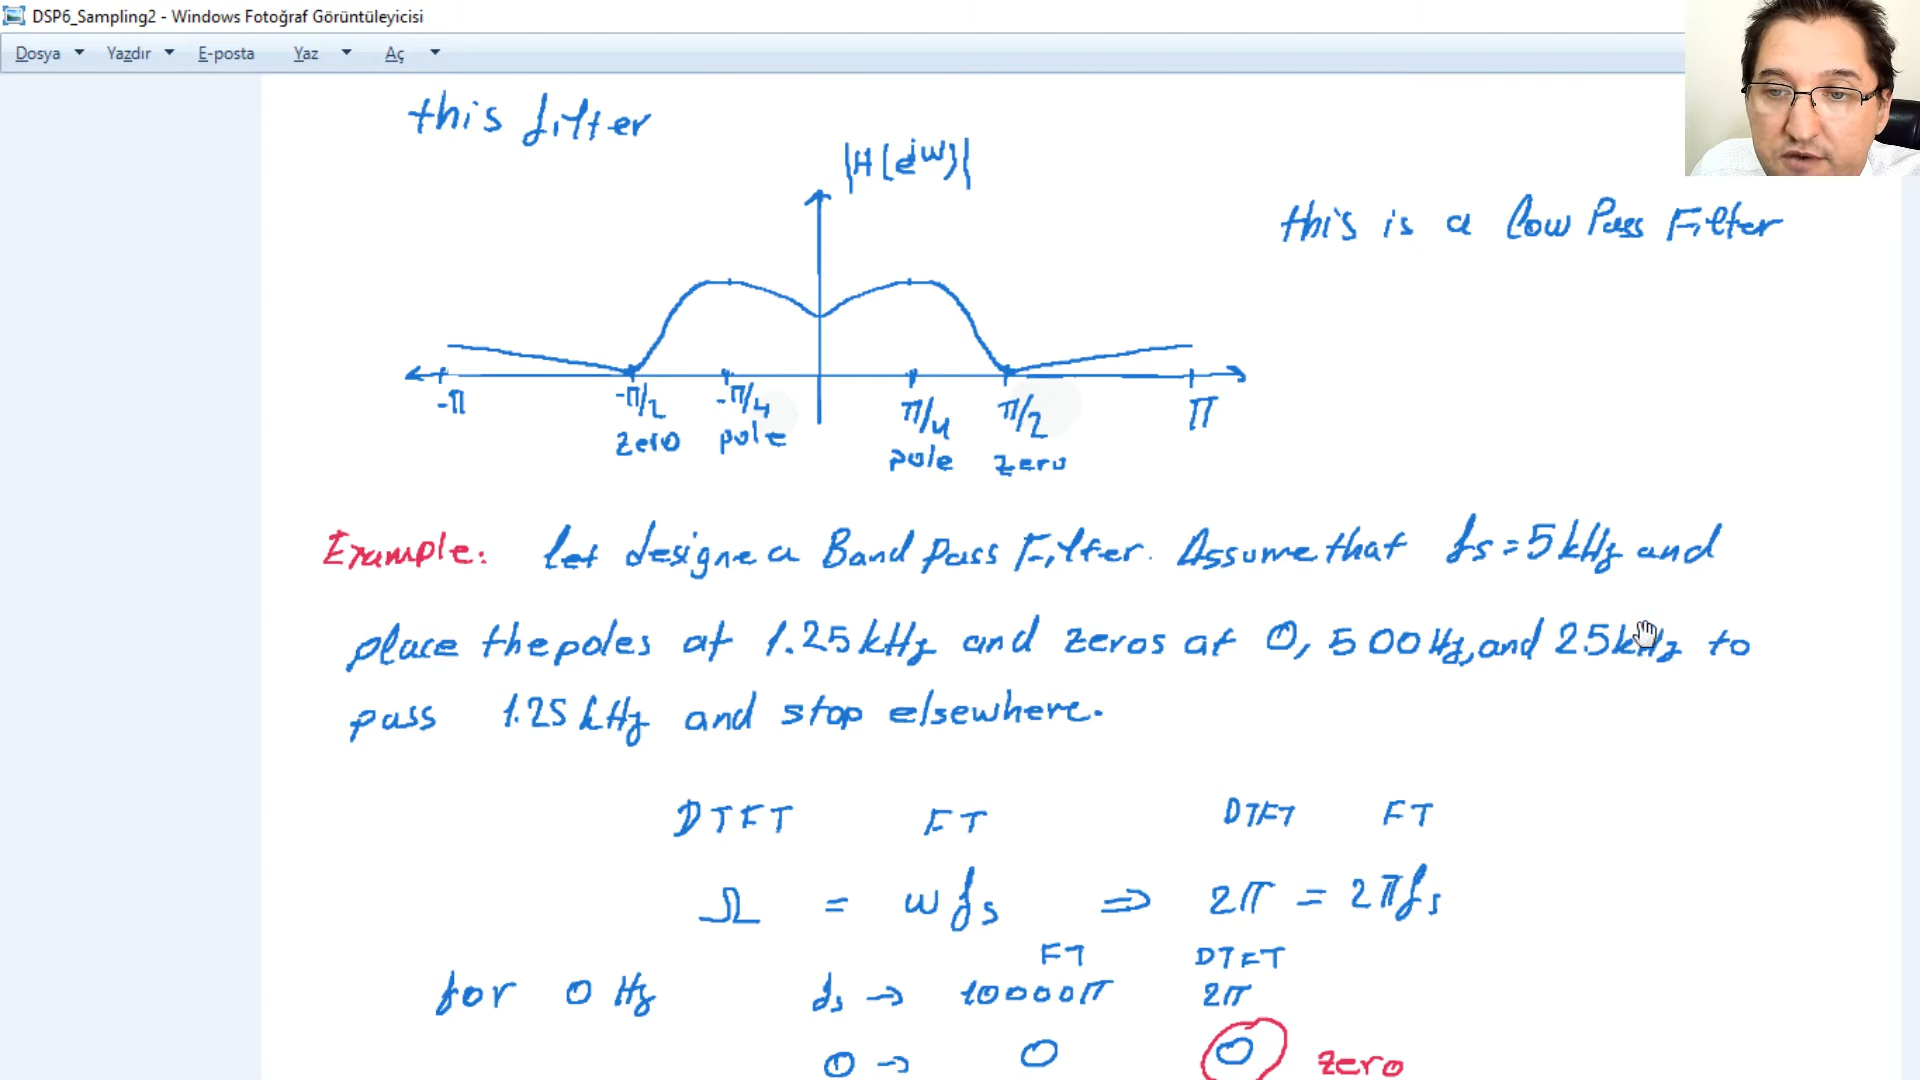 DSP6_Sampling2 - Windows Fotoğraf Görüntüleyicisi
Dosya Yazdır E-posta Yaz Aç
this filter
|H(e^jω)|
this is a Low Pass Filter
-π -π/2 -π/4 π/4 π/2 π
zero pole pole zero
Example: let designe a Band Pass Filter. Assume that fs = 5 kHz and
place the poles at 1.25 kHz and zeros at 0, 500 Hz, and 2.5 kHz to
pass 1.25 kHz and stop elsewhere.
DTFT FT DTFT FT
Ω = ω fs ⇒ 2π = 2πfs
FT DTFT
for 0 Hz fs → 10000π 2π
0 → 0 0 zero